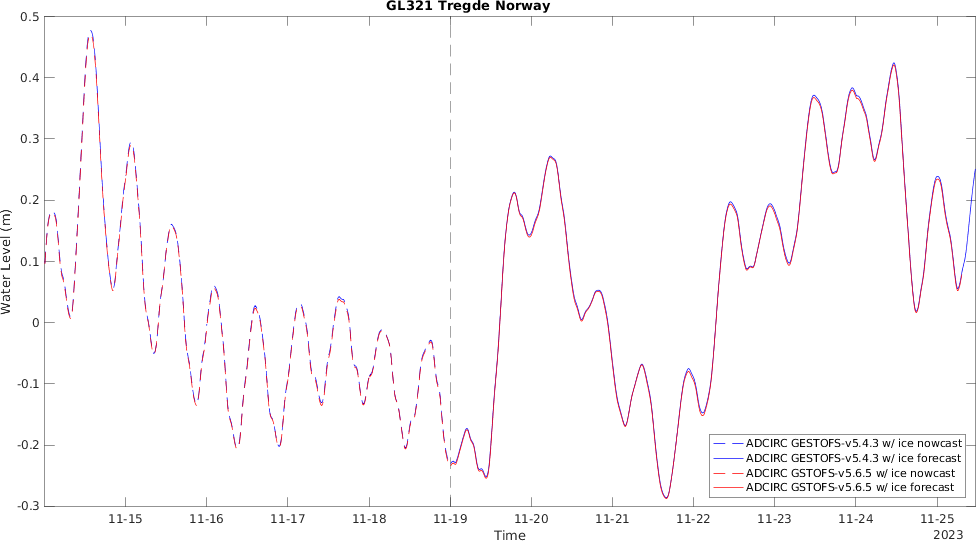 GL321 Tregde Norway
0.5
0.4
0.3
0.2
0.1
0
-0.1
-0.2
-0.3
Water Level (m)
ADCIRC GESTOFS-v5.4.3 w/ ice nowcast
ADCIRC GESTOFS-v5.4.3 w/ ice forecast
ADCIRC GSTOFS-v5.6.5 w/ ice nowcast
ADCIRC GSTOFS-v5.6.5 w/ ice forecast
11-15 11-16 11-17 11-18 11-19 11-20 11-21 11-22 11-23 11-24 11-25
Time
2023